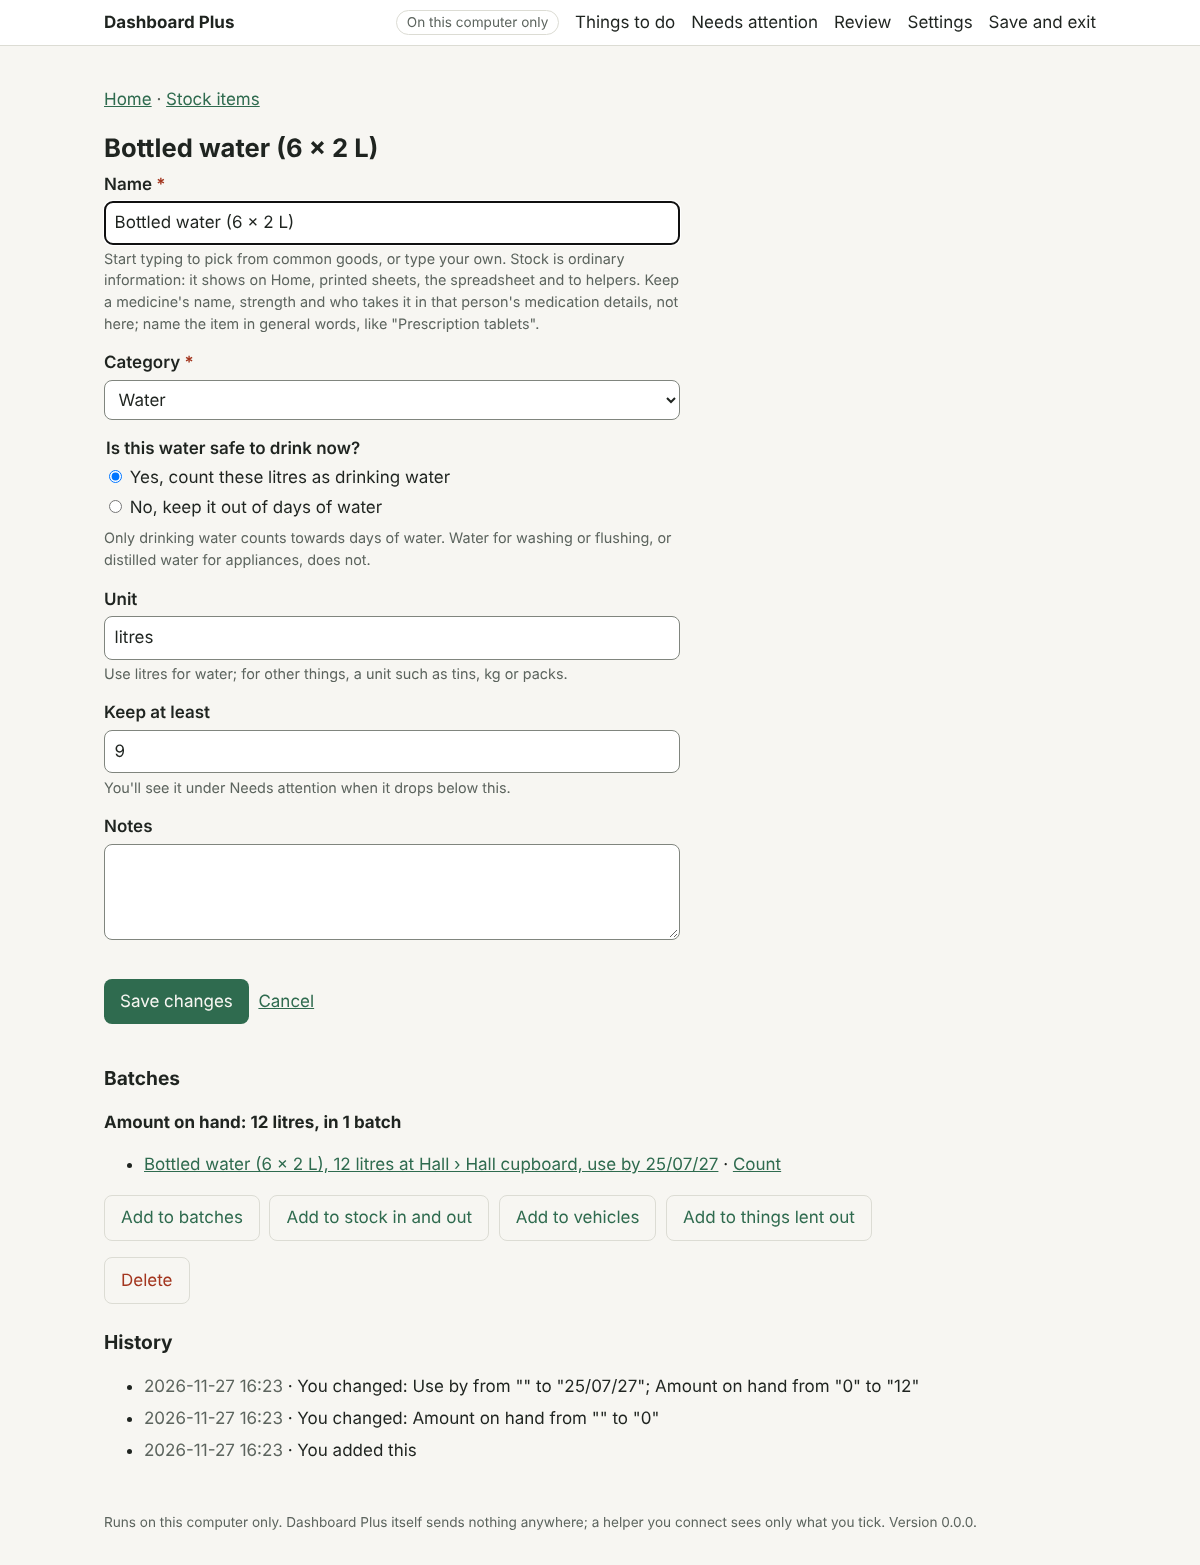 Dashboard Plus
On this computer only
Things to do
Needs attention
Review
Settings
Save and exit
Home · Stock items
Bottled water (6 × 2 L)
Name *
Bottled water (6 × 2 L)
Start typing to pick from common goods, or type your own. Stock is ordinary
information: it shows on Home, printed sheets, the spreadsheet and to helpers. Keep
a medicine's name, strength and who takes it in that person's medication details, not
here; name the item in general words, like "Prescription tablets".
Category *
Water
Is this water safe to drink now?
Yes, count these litres as drinking water
No, keep it out of days of water
Only drinking water counts towards days of water. Water for washing or flushing, or
distilled water for appliances, does not.
Unit
litres
Use litres for water; for other things, a unit such as tins, kg or packs.
Keep at least
9
You'll see it under Needs attention when it drops below this.
Notes
Save changes
Cancel
Batches
Amount on hand: 12 litres, in 1 batch
• Bottled water (6 × 2 L), 12 litres at Hall › Hall cupboard, use by 25/07/27 · Count
Add to batches
Add to stock in and out
Add to vehicles
Add to things lent out
Delete
History
• 2026-11-27 16:23 · You changed: Use by from "" to "25/07/27"; Amount on hand from "0" to "12"
• 2026-11-27 16:23 · You changed: Amount on hand from "" to "0"
• 2026-11-27 16:23 · You added this
Runs on this computer only. Dashboard Plus itself sends nothing anywhere; a helper you connect sees only what you tick. Version 0.0.0.